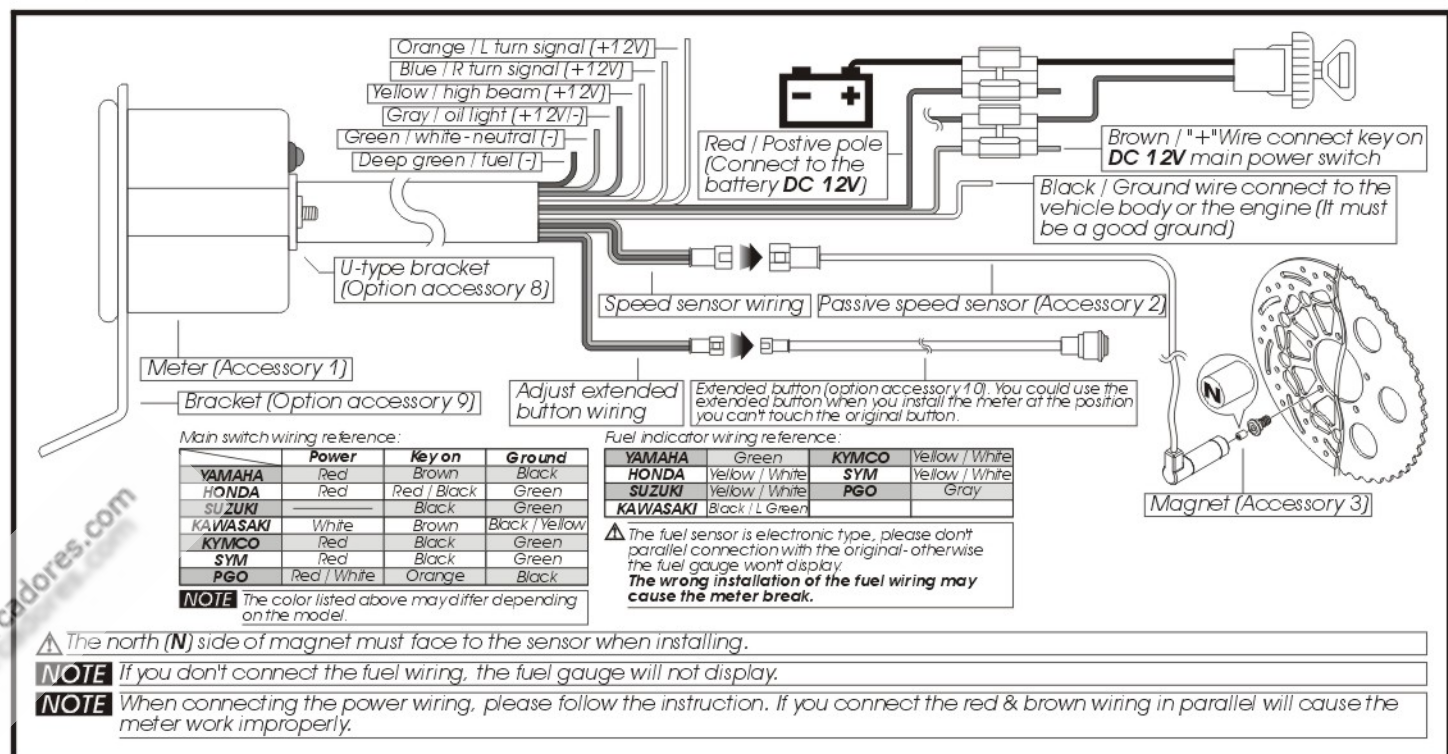 Orange / L turn signal (+12V)
Blue / R turn signal (+12V)
Yellow / high beam (+12V)
Gray / oil light (+12V/-)
Green / white-neutral (-)
Deep green / fuel (-)
Red / Postive pole
(Connect to the
battery DC 12V)
Brown / "+"Wire connect key on
DC 12V main power switch
Black / Ground wire connect to the
vehicle body or the engine (It must
be a good ground)
U-type bracket
(Option accessory 8)
Speed sensor wiring
Passive speed sensor (Accessory 2)
Meter (Accessory 1)
Bracket (Option accessory 9)
Adjust extended
button wiring
Extended button (option accessory 10). You could use the
extended button when you install the meter at the position
you can't touch the original button.
N
Magnet (Accessory 3)
Main switch wiring reference:
Power Key on Ground
YAMAHA Red Brown Black
HONDA Red Red / Black Green
SUZUKI ——— Black Green
KAWASAKI White Brown Black / Yellow
KYMCO Red Black Green
SYM Red Black Green
PGO Red / White Orange Black
NOTE The color listed above may differ depending
on the model.
Fuel indicator wiring reference:
YAMAHA Green KYMCO Yellow / White
HONDA Yellow / White SYM Yellow / White
SUZUKI Yellow / White PGO Gray
KAWASAKI Black / L Green
The fuel sensor is electronic type, please don't
parallel connection with the original- otherwise
the fuel gauge won't display.
The wrong installation of the fuel wiring may
cause the meter break.
The north (N) side of magnet must face to the sensor when installing.
NOTE If you don't connect the fuel wiring, the fuel gauge will not display.
NOTE When connecting the power wiring, please follow the instruction. If you connect the red & brown wiring in parallel will cause the
meter work improperly.
cadores.com